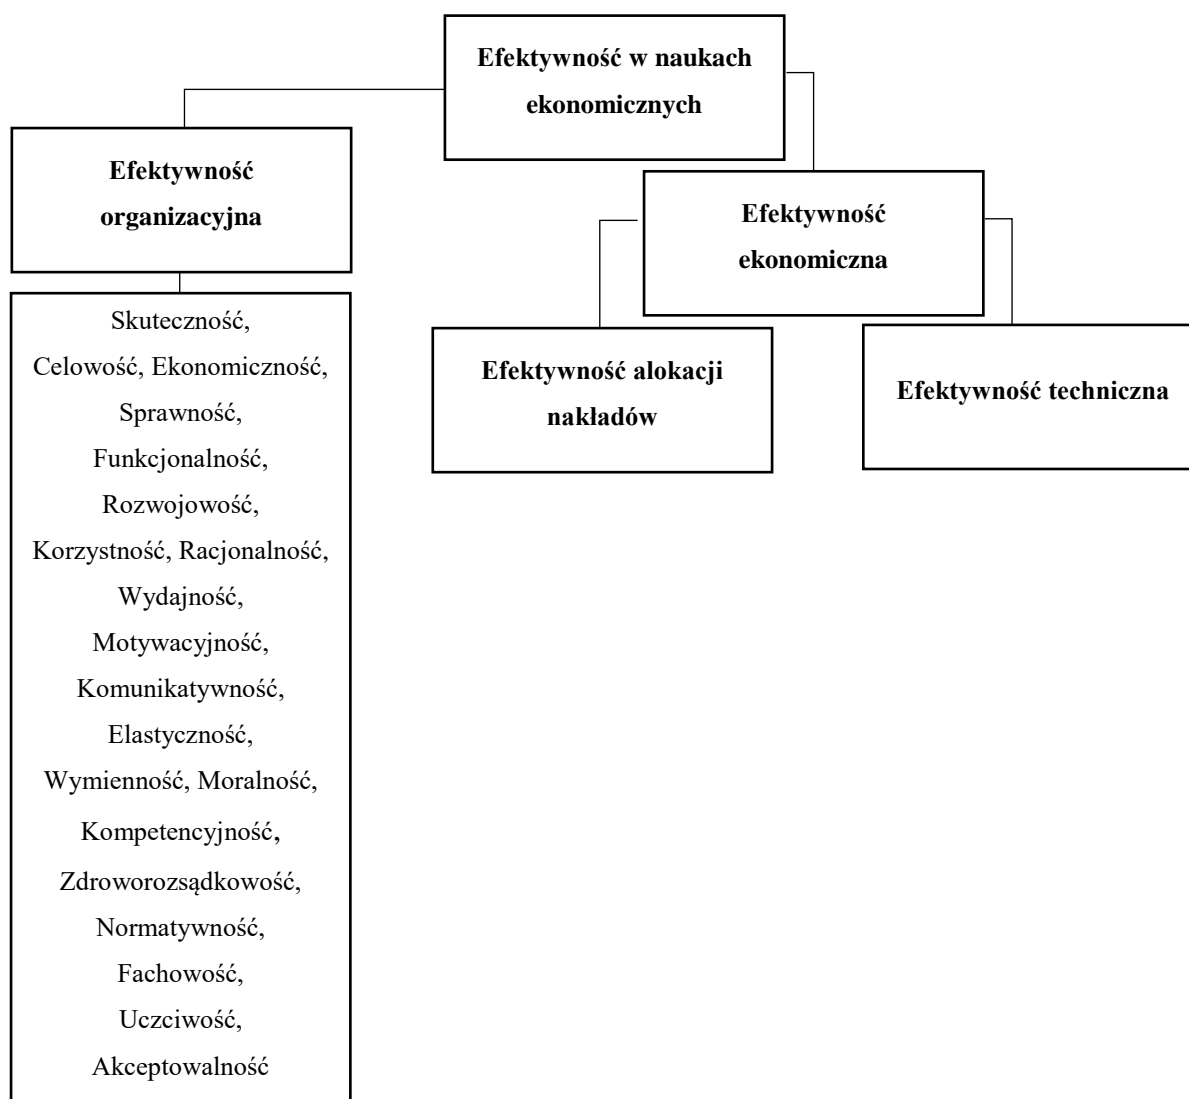 Efektywność w naukach
ekonomicznych
Efektywność
organizacyjna
Efektywność
ekonomiczna
Skuteczność,
Celowość, Ekonomiczność,
Sprawność,
Funkcjonalność,
Rozwojowość,
Korzystność, Racjonalność,
Wydajność,
Motywacyjność,
Komunikatywność,
Elastyczność,
Wymienność, Moralność,
Kompetencyjność,
Zdroworozsądkowość,
Normatywność,
Fachowość,
Uczciwość,
Akceptowalność
Efektywność alokacji
nakładów
Efektywność techniczna